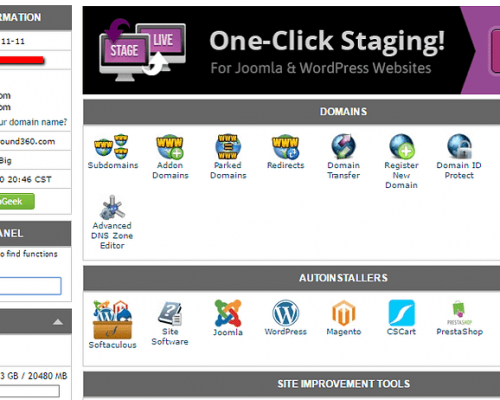 RMATION
11-11
om
om
ur domain name?
round360.com
Big
0 20:46 CST
Geek
ANEL
o find functions
3 GB / 20480 MB
STAGE
LIVE
One-Click Staging!
For Joomla & WordPress Websites
DOMAINS
Subdomains
Addon
Domains
Parked
Domains
Redirects
Domain
Transfer
Register
New
Domain
Domain ID
Protect
Advanced
DNS Zone
Editor
AUTOINSTALLERS
Softaculous
Site
Software
Joomla
WordPress
Magento
CSCart
PrestaShop
PRESTASHOP
SITE IMPROVEMENT TOOLS